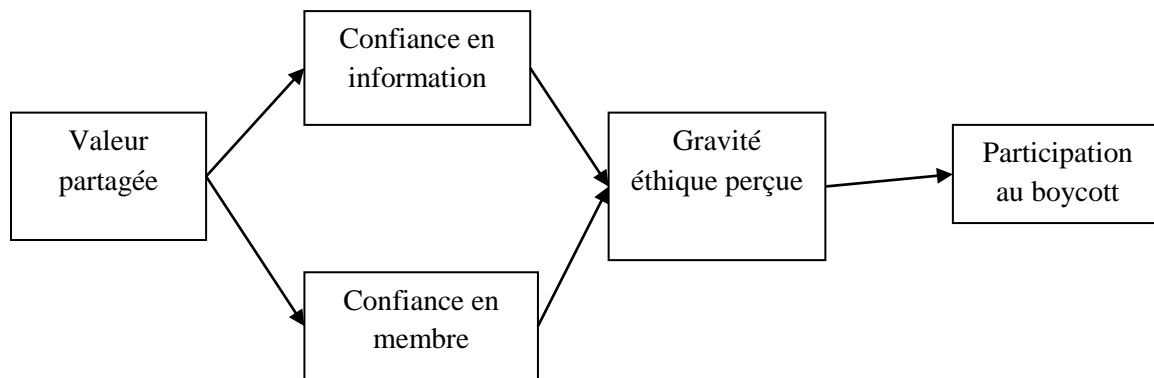 Valeur
partagée
Confiance en
information
Confiance en
membre
Gravité
éthique perçue
Participation
au boycott